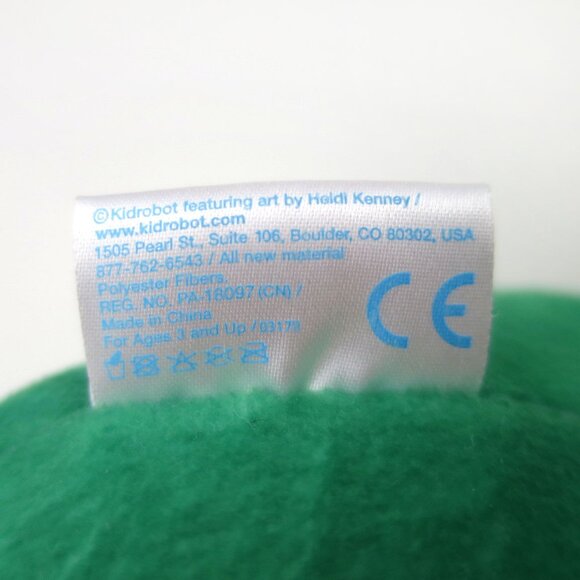 ©Kidrobot featuring art by Heidi Kenney /
www.kidrobot.com
1505 Pearl St., Suite 106, Boulder, CO 80302, USA
877-762-6543 / All new material
Polyester Fibers.
REG. NO. PA-18097 (CN) /
Made in China
For Ages 3 and Up / 03179
CE